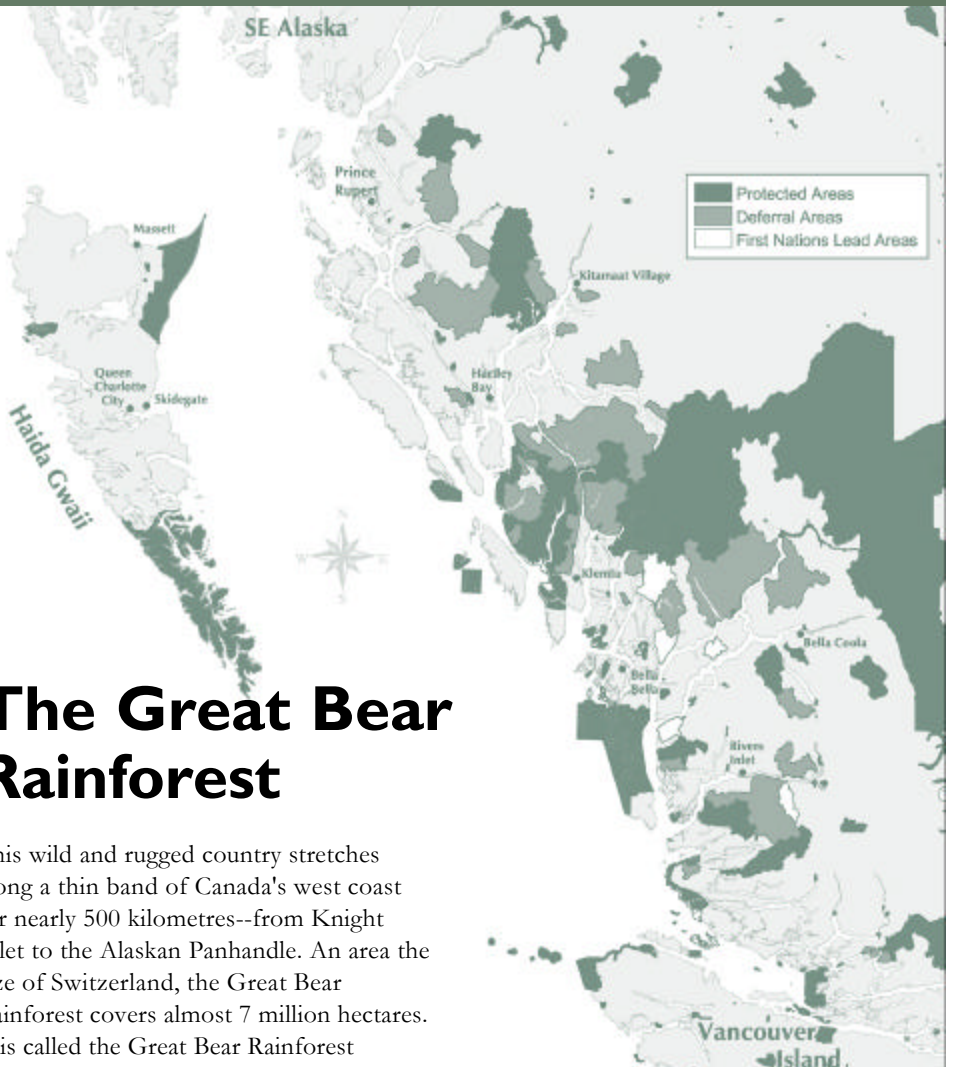 SE Alaska
Prince
Rupert
Protected Areas
Deferral Areas
First Nations Lead Areas
Massett
Kitamaat Village
Queen
Charlotte
City
Skidegate
Hartley
Bay
Haida Gwaii
W
S
Klemtu
Bella Coola
Bella
Bella
The Great Bear
Rainforest
Rivers
Inlet
his wild and rugged country stretches
ong a thin band of Canada's west coast
r nearly 500 kilometres--from Knight
let to the Alaskan Panhandle. An area the
ze of Switzerland, the Great Bear
ainforest covers almost 7 million hectares.
is called the Great Bear Rainforest
Vancouver
Island